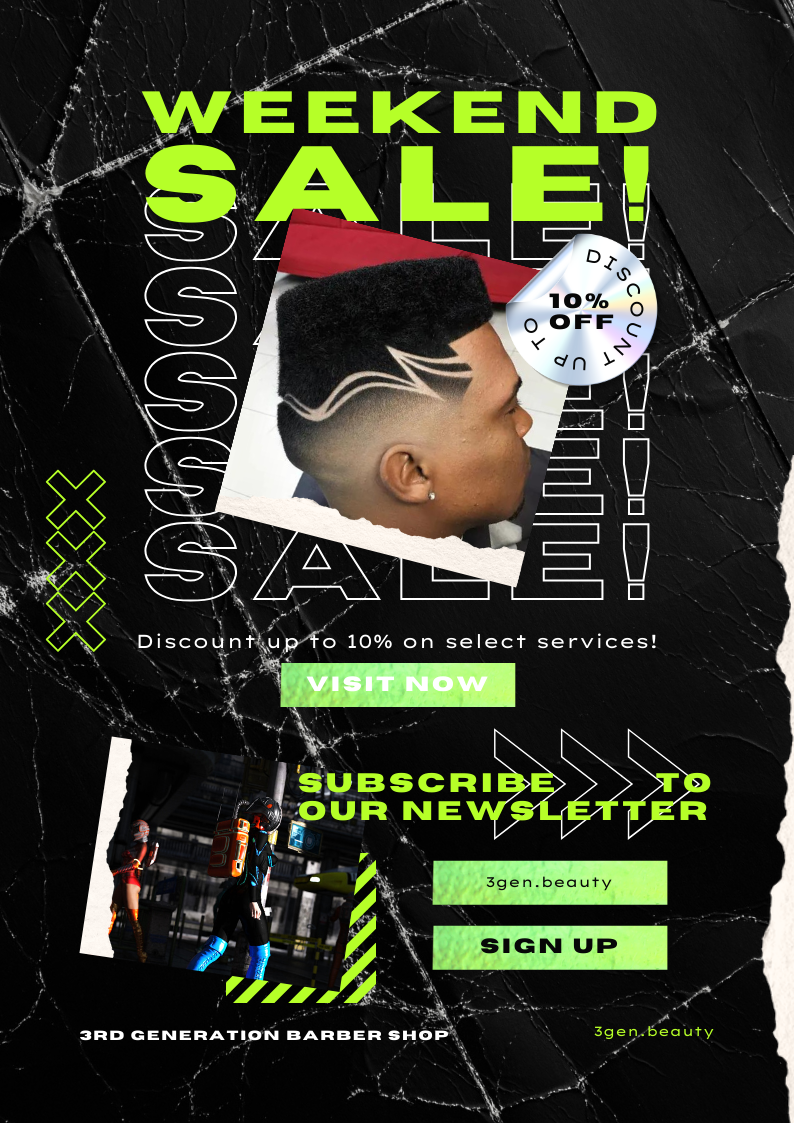 WEEKEND
SALE!
SALE!
SALE!
SALE!
SALE!
SALE!
DISCOUNT UP TO
10%
OFF
Discount up to 10% on select services!
VISIT NOW
SUBSCRIBE TO
OUR NEWSLETTER
3gen.beauty
SIGN UP
3RD GENERATION BARBER SHOP
3gen.beauty